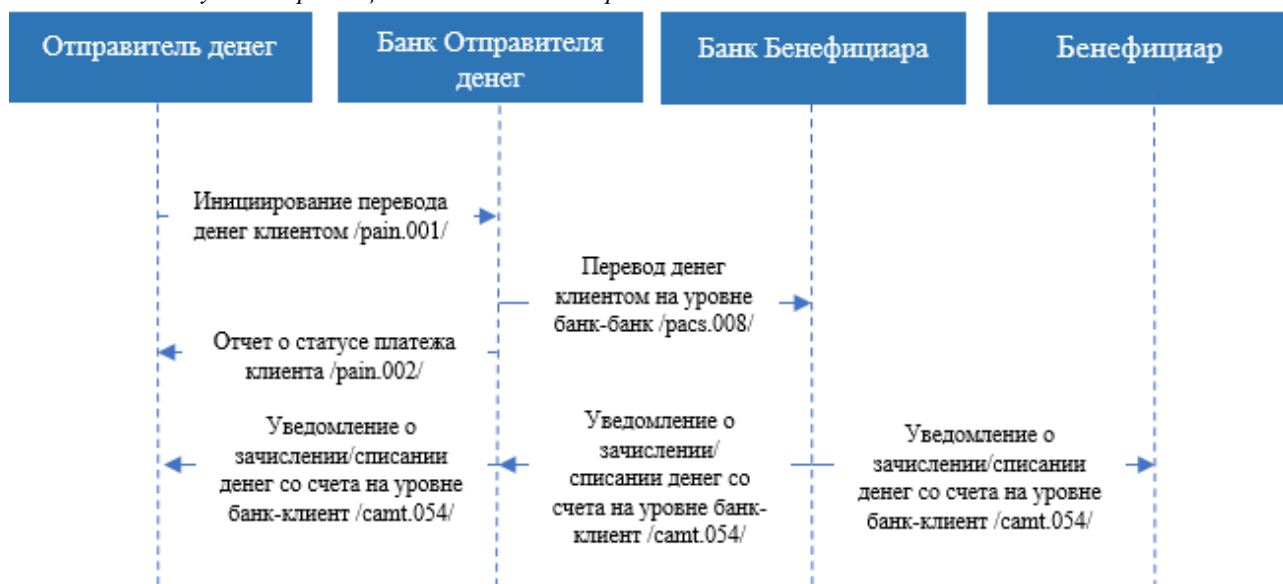 Отправитель денег
Банк Отправителя
денег
Банк Бенефициара
Бенефициар
Инициирование перевода
денег клиентом /pain.001/
Перевод денег
клиентом на уровне
банк-банк /pacs.008/
Отчет о статусе платежа
клиента /pain.002/
Уведомление о
зачислении/списании
денег со счета на уровне
банк-клиент /camt.054/
Уведомление о
зачислении/
списании денег со
счета на уровне банк-
клиент /camt.054/
Уведомление о
зачислении/списании
денег со счета на уровне
банк-клиент /camt.054/